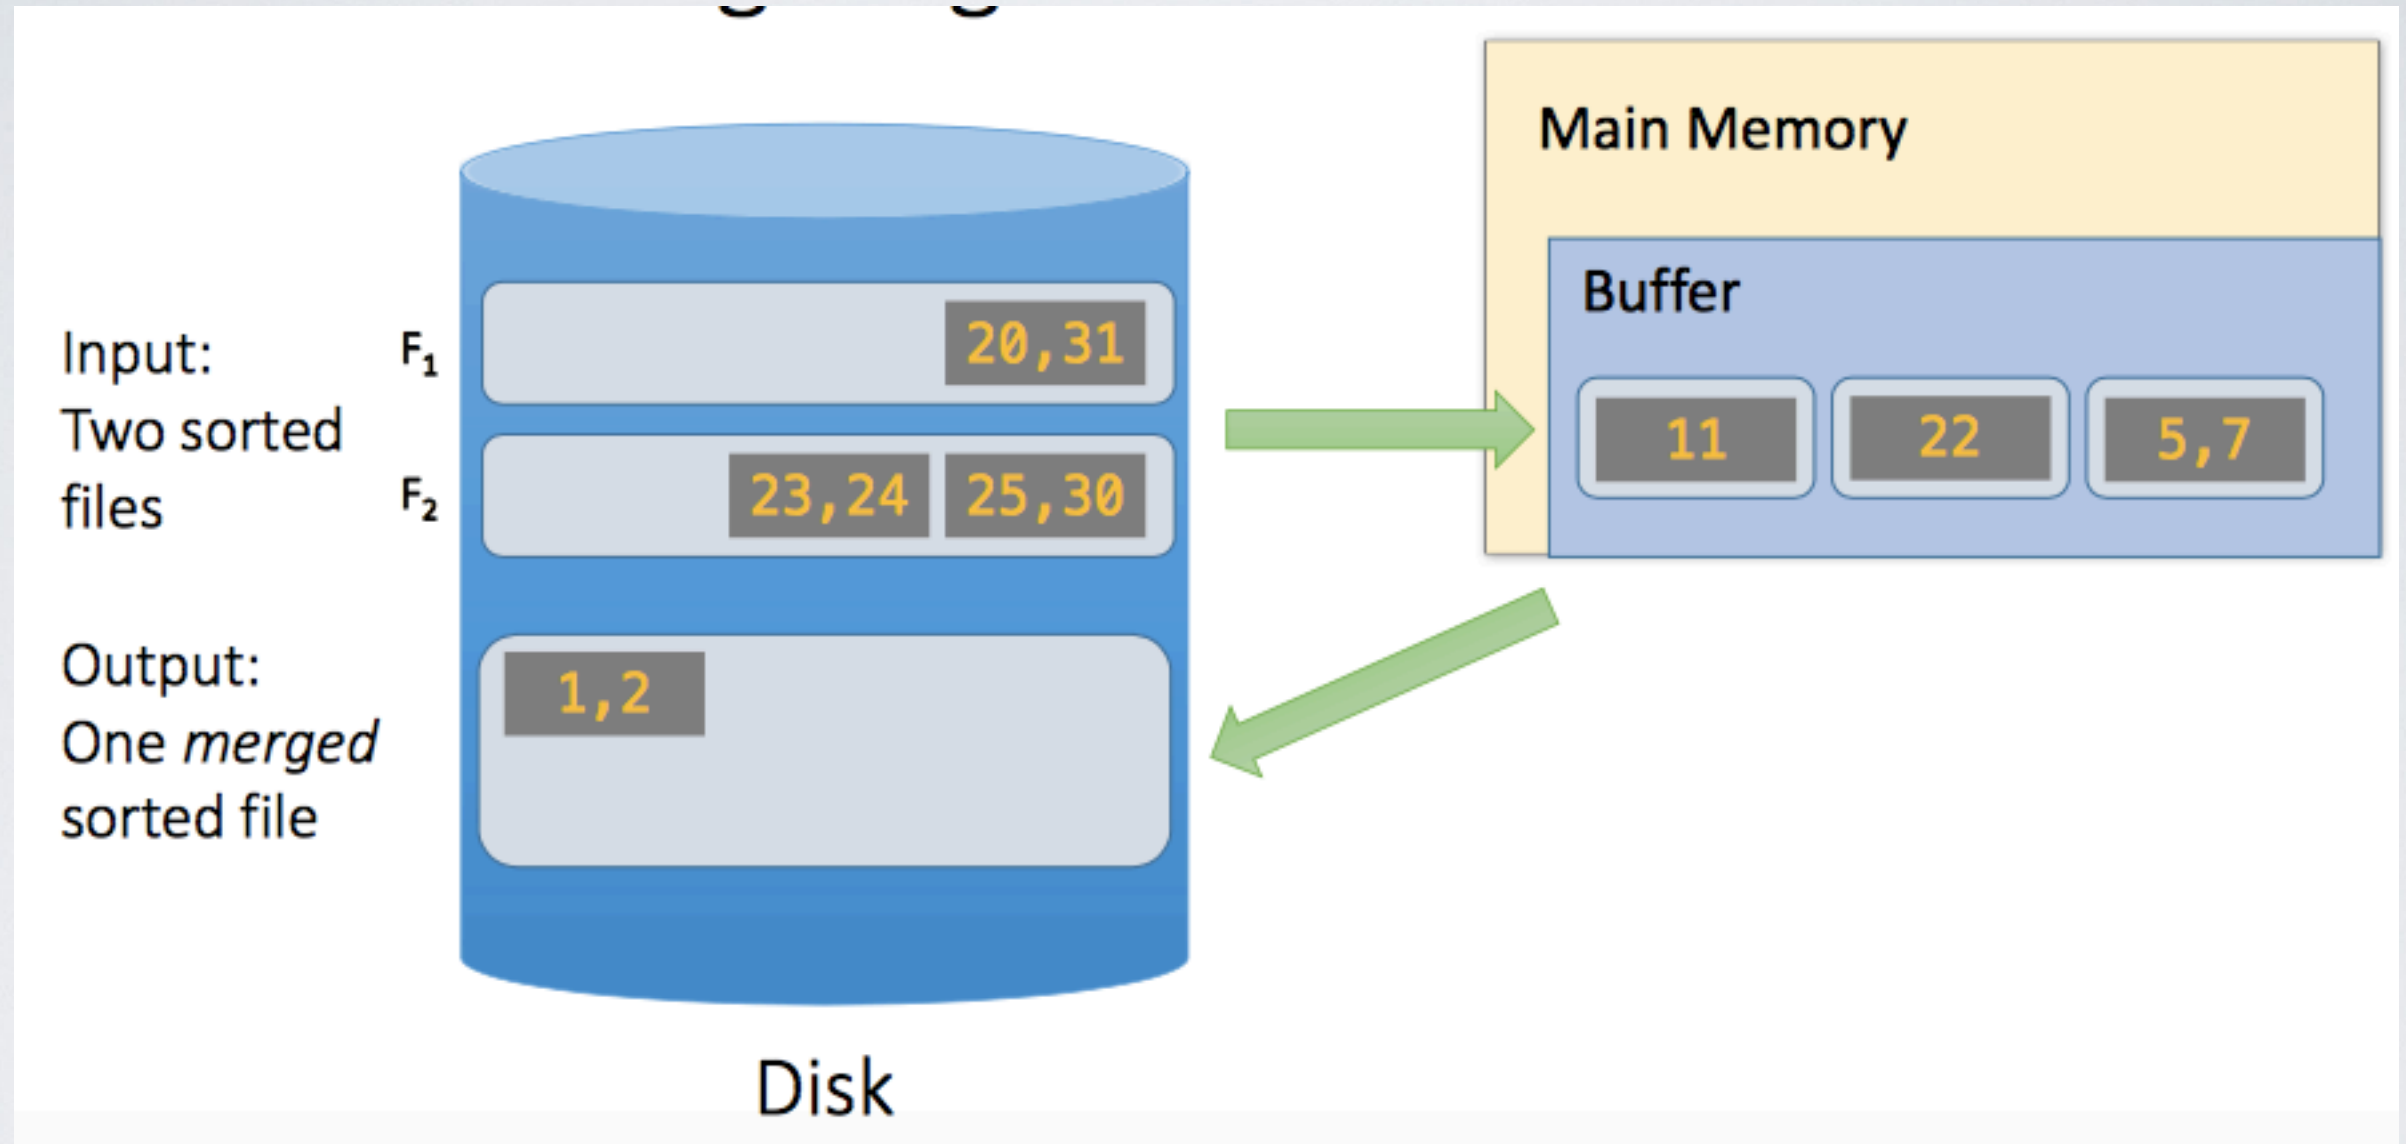 Main Memory
Buffer
Input:
Two sorted
files
F₁
20,31
F₂
23,24
25,30
11
22
5,7
Output:
One merged
sorted file
1,2
Disk